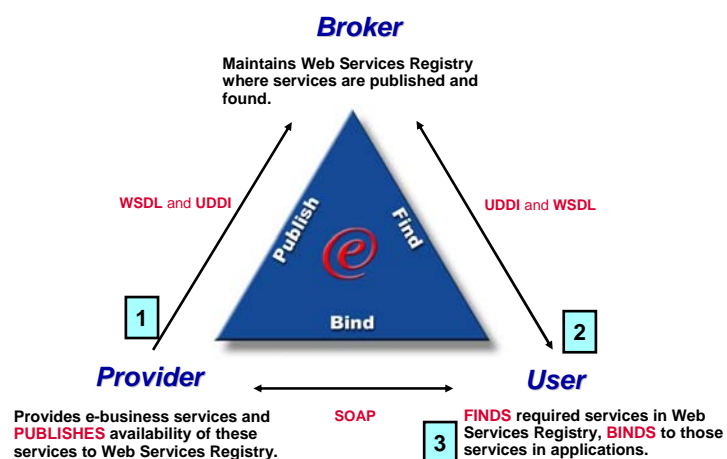 Broker
Maintains Web Services Registry
where services are published and
found.
WSDL and UDDI
UDDI and WSDL
Publish
Find
e
Bind
1
2
Provider
User
Provides e-business services and
PUBLISHES availability of these
services to Web Services Registry.
SOAP
3
FINDS required services in Web
Services Registry, BINDS to those
services in applications.